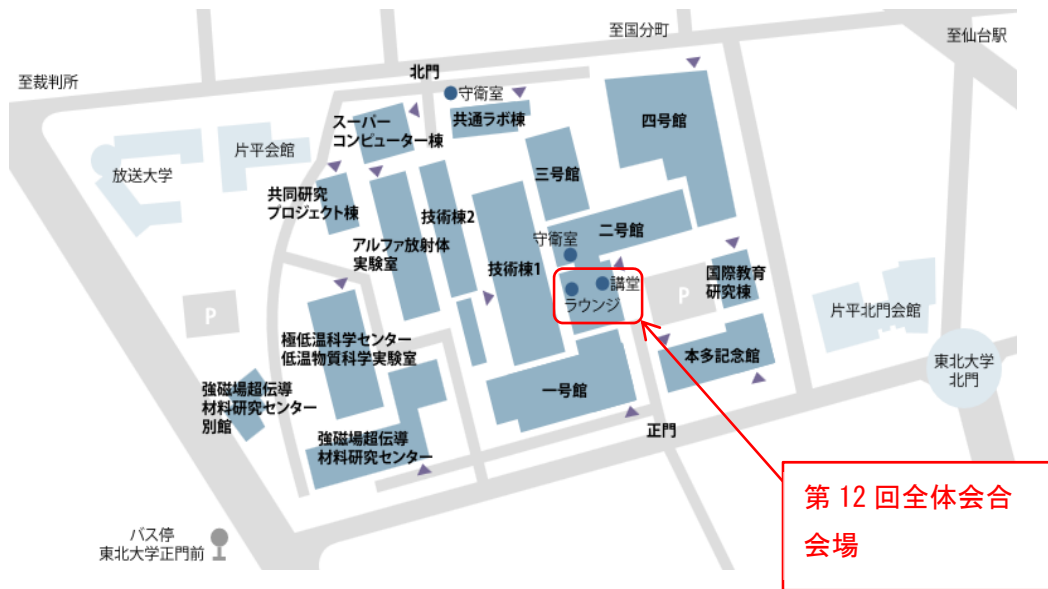 至国分町
至仙台駅
至裁判所
北門
守衛室
スーパー
コンピューター棟
共通ラボ棟
四号館
片平会館
放送大学
三号館
共同研究
プロジェクト棟
技術棟2
アルファ放射体
実験室
二号館
守衛室
技術棟1
講堂
ラウンジ
P
国際教育
研究棟
P
片平北門会館
極低温科学センター
低温物質科学実験室
本多記念館
東北大学
北門
強磁場超伝導
材料研究センター
別館
一号館
強磁場超伝導
材料研究センター
正門
第 12 回全体会合
会場
バス停
東北大学正門前